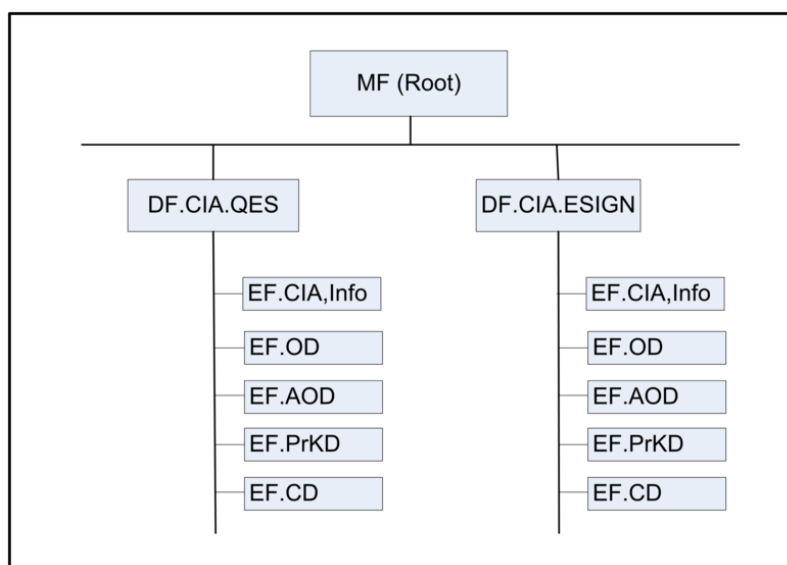 MF (Root)
DF.CIA.QES
DF.CIA.ESIGN
EF.CIA,Info
EF.OD
EF.AOD
EF.PrKD
EF.CD
EF.CIA,Info
EF.OD
EF.AOD
EF.PrKD
EF.CD